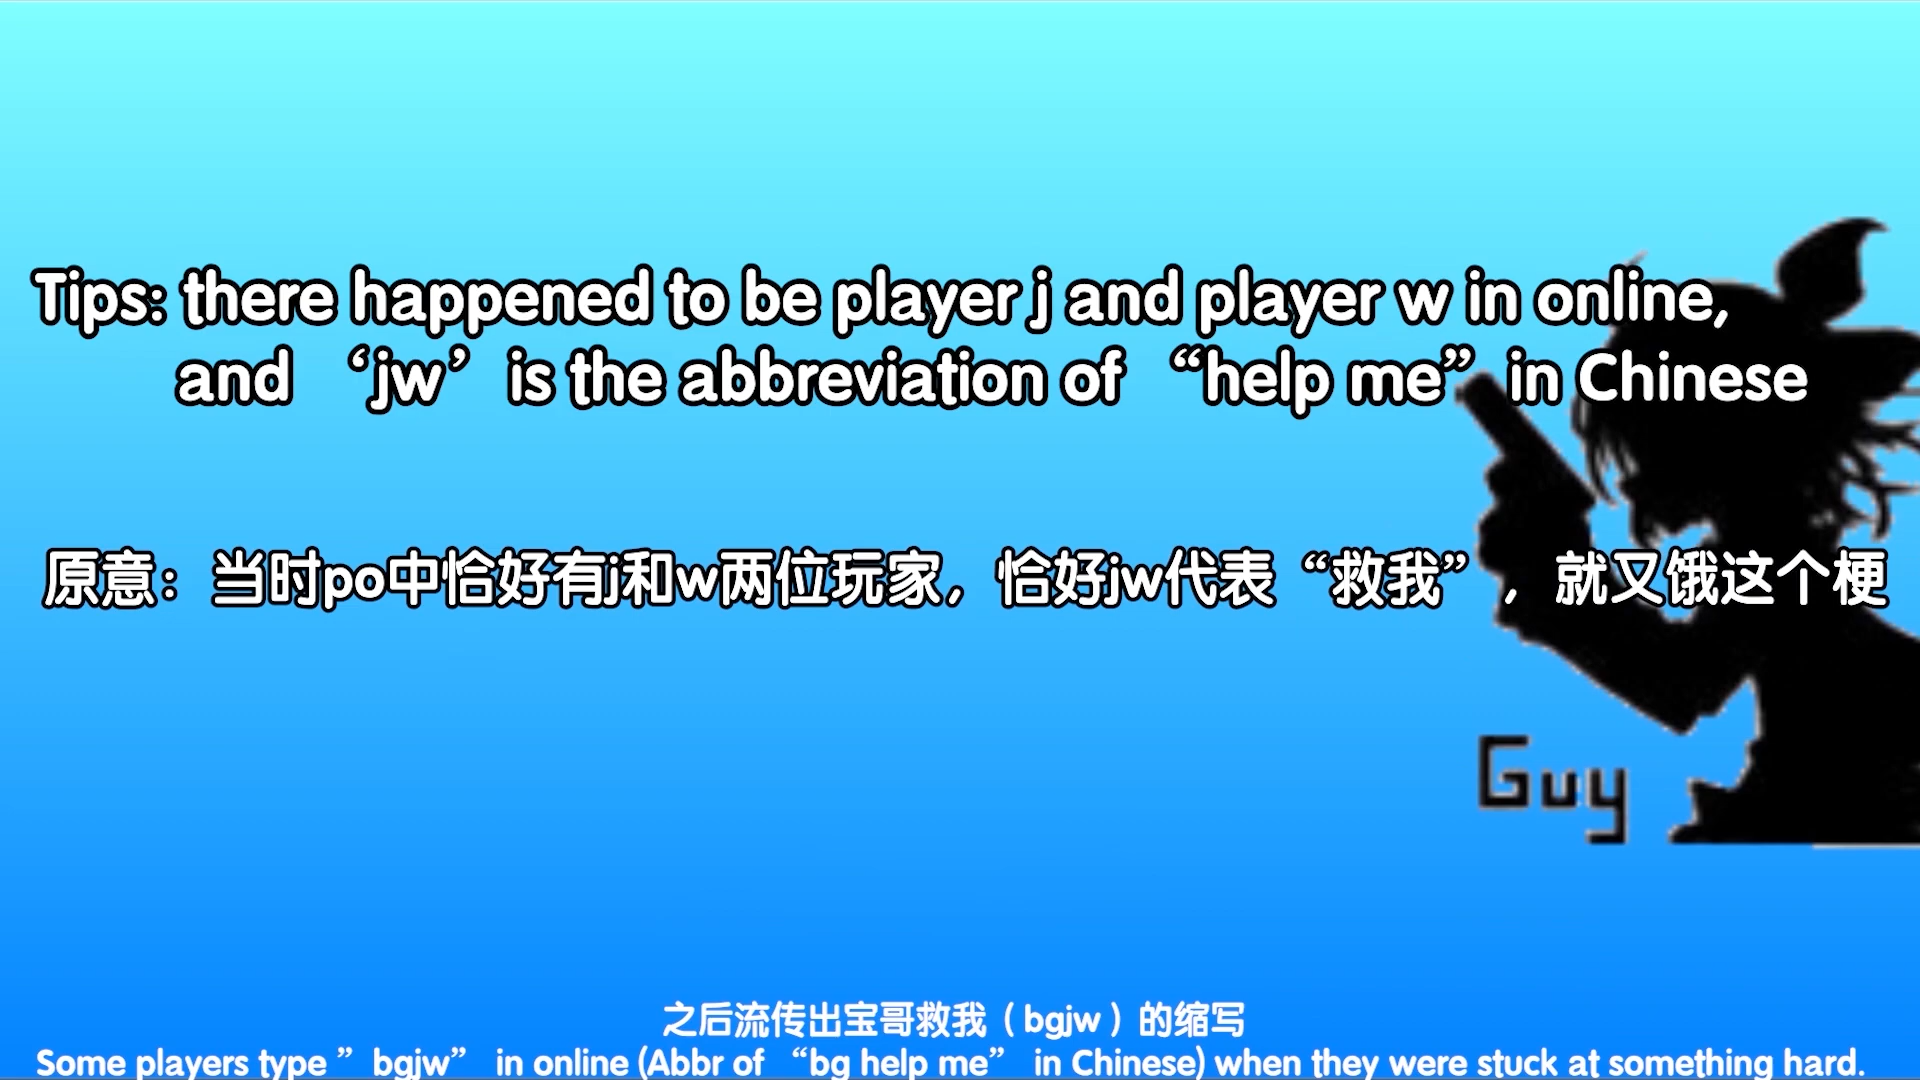 Tips: there happened to be player j and player w in online,
and ‘jw’ is the abbreviation of “help me” in Chinese
原意：当时po中恰好有j和w两位玩家，恰好jw代表“救我”，就又饿这个梗
Guy
之后流传出宝哥救我（bgjw）的缩写
Some players type ”bgjw” in online (Abbr of “bg help me” in Chinese) when they were stuck at something hard.